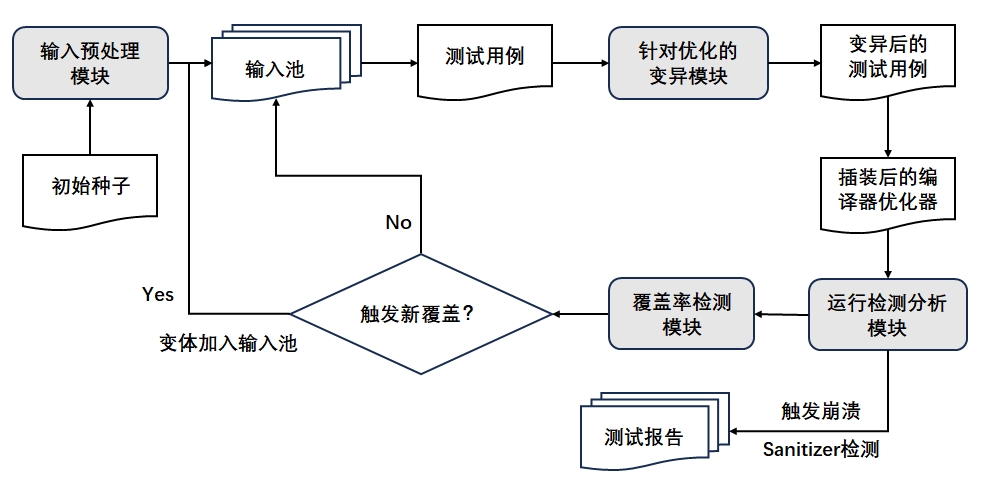 输入预处理
模块
输入池
测试用例
针对优化的
变异模块
变异后的
测试用例
初始种子
插装后的编
译器优化器
No
Yes
变体加入输入池
触发新覆盖?
覆盖率检测
模块
运行检测分析
模块
测试报告
触发崩溃
Sanitizer检测